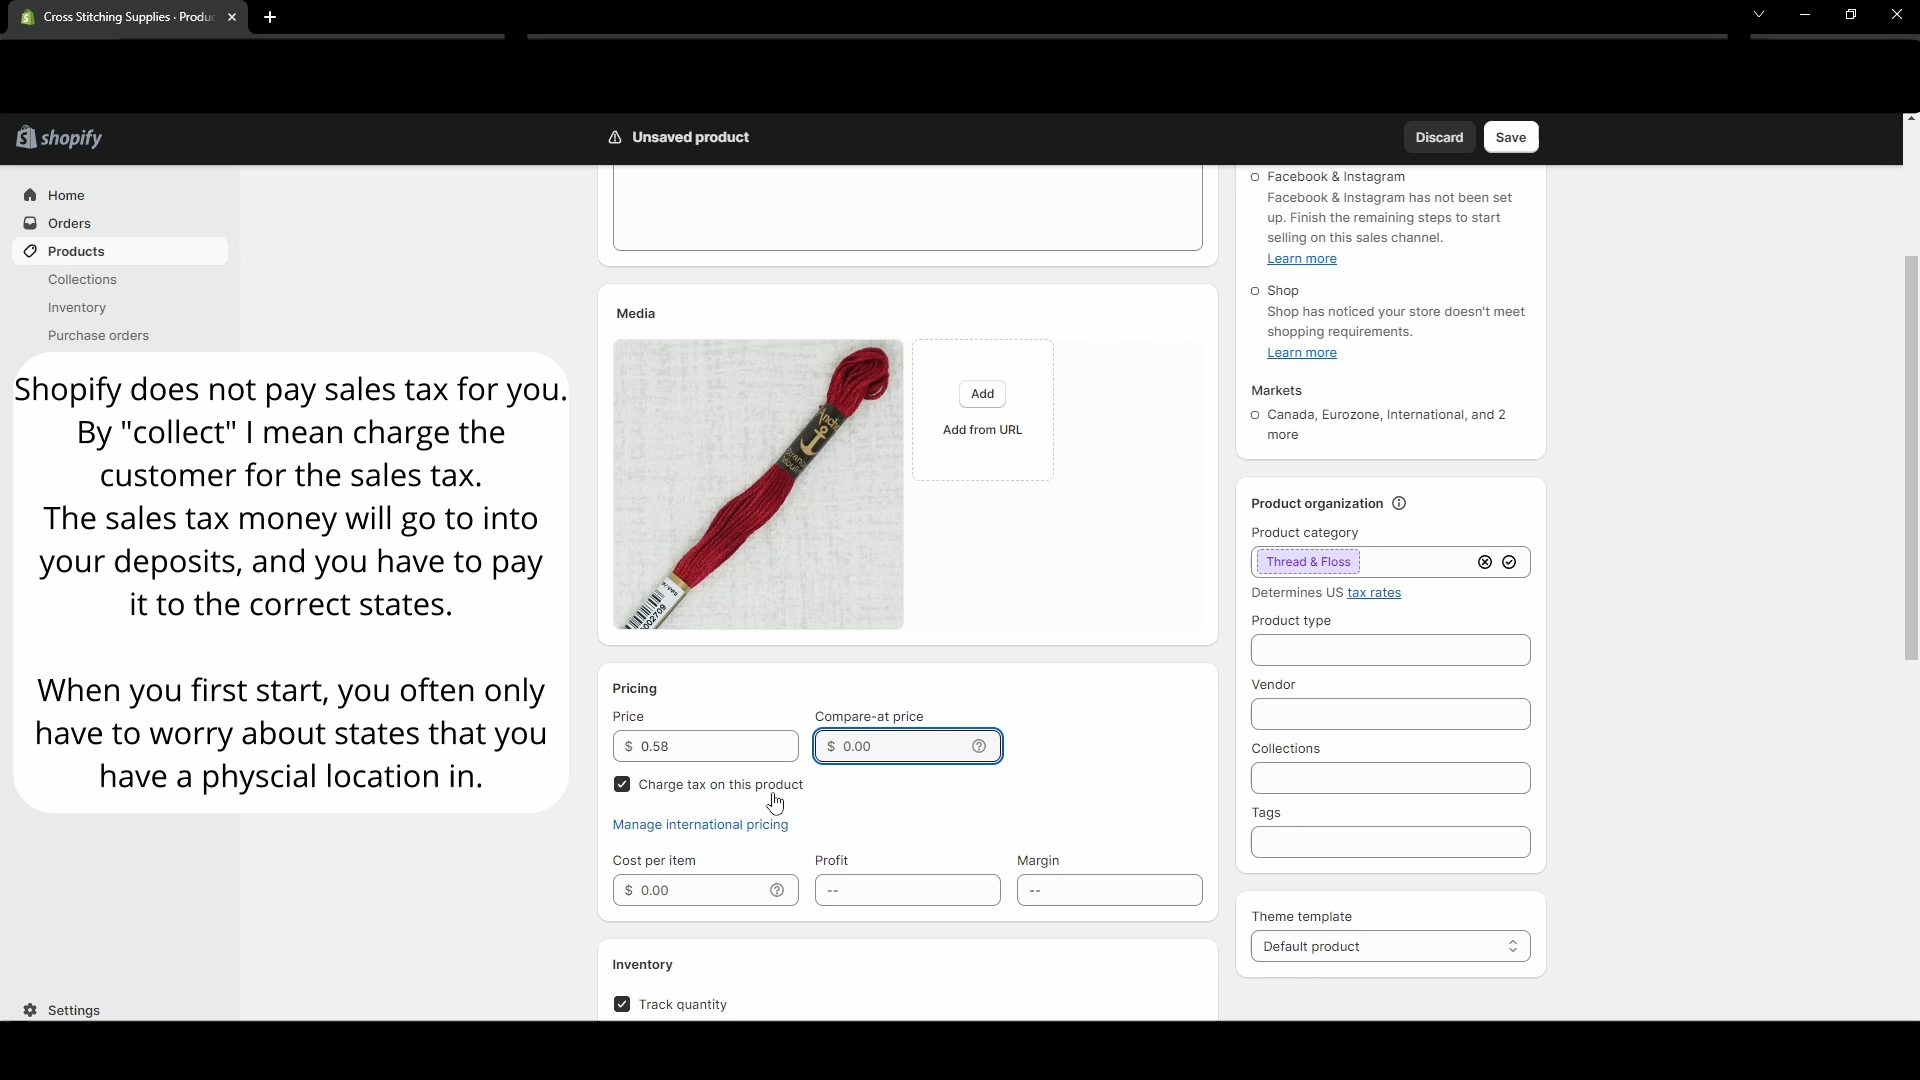 Cross Stitching Supplies · Produ
shopify
Unsaved product
Discard
Save
Home
Orders
Products
Collections
Inventory
Purchase orders
Shopify does not pay sales tax for you.
By "collect" I mean charge the
customer for the sales tax.
The sales tax money will go to into
your deposits, and you have to pay
it to the correct states.
When you first start, you often only
have to worry about states that you
have a physcial location in.
Settings
Media
Add
Add from URL
Anchor
Pricing
Price
Compare-at price
$ 0.58
$ 0.00
Charge tax on this product
Manage international pricing
Cost per item
Profit
Margin
$ 0.00
--
--
Inventory
Track quantity
Facebook & Instagram
Facebook & Instagram has not been set
up. Finish the remaining steps to start
selling on this sales channel.
Learn more
Shop
Shop has noticed your store doesn't meet
shopping requirements.
Learn more
Markets
Canada, Eurozone, International, and 2
more
Product organization
Product category
Thread & Floss
Determines US tax rates
Product type
Vendor
Collections
Tags
Theme template
Default product